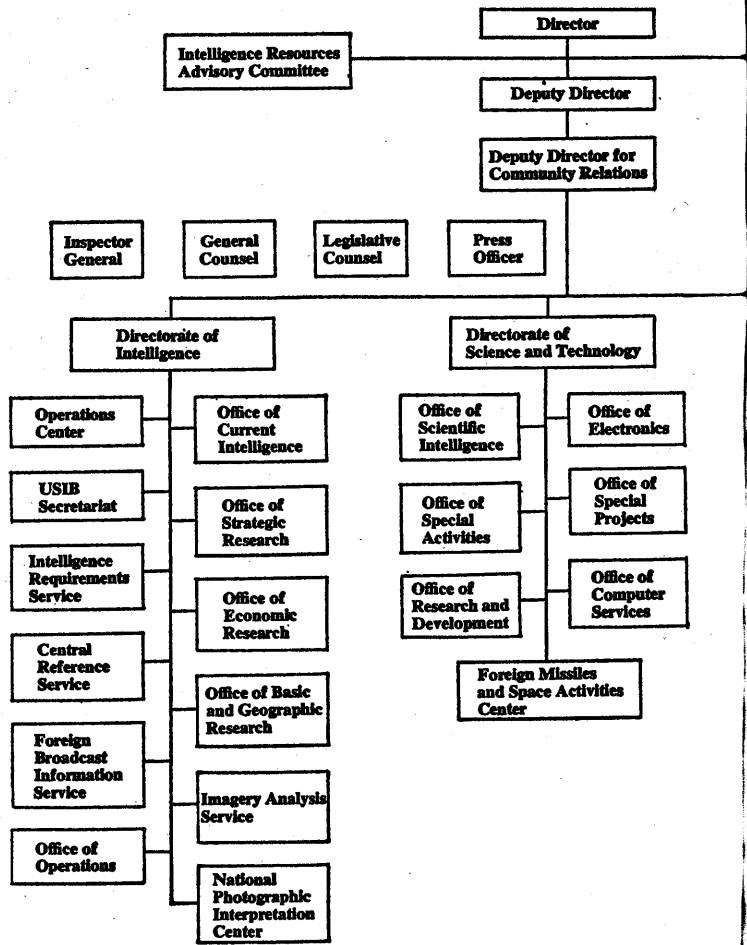 Director
Intelligence Resources
Advisory Committee
Deputy Director
Deputy Director for
Community Relations
Inspector
General
General
Counsel
Legislative
Counsel
Press
Officer
Directorate of
Intelligence
Directorate of
Science and Technology
Operations
Center
Office of
Current
Intelligence
USIB
Secretariat
Office of
Strategic
Research
Intelligence
Requirements
Service
Office of
Economic
Research
Central
Reference
Service
Office of Basic
and Geographic
Research
Foreign
Broadcast
Information
Service
Imagery Analysis
Service
Office of
Operations
National
Photographic
Interpretation
Center
Office of
Scientific
Intelligence
Office of
Electronics
Office of
Special
Activities
Office of
Special
Projects
Office of
Research and
Development
Office of
Computer
Services
Foreign Missiles
and Space Activities
Center